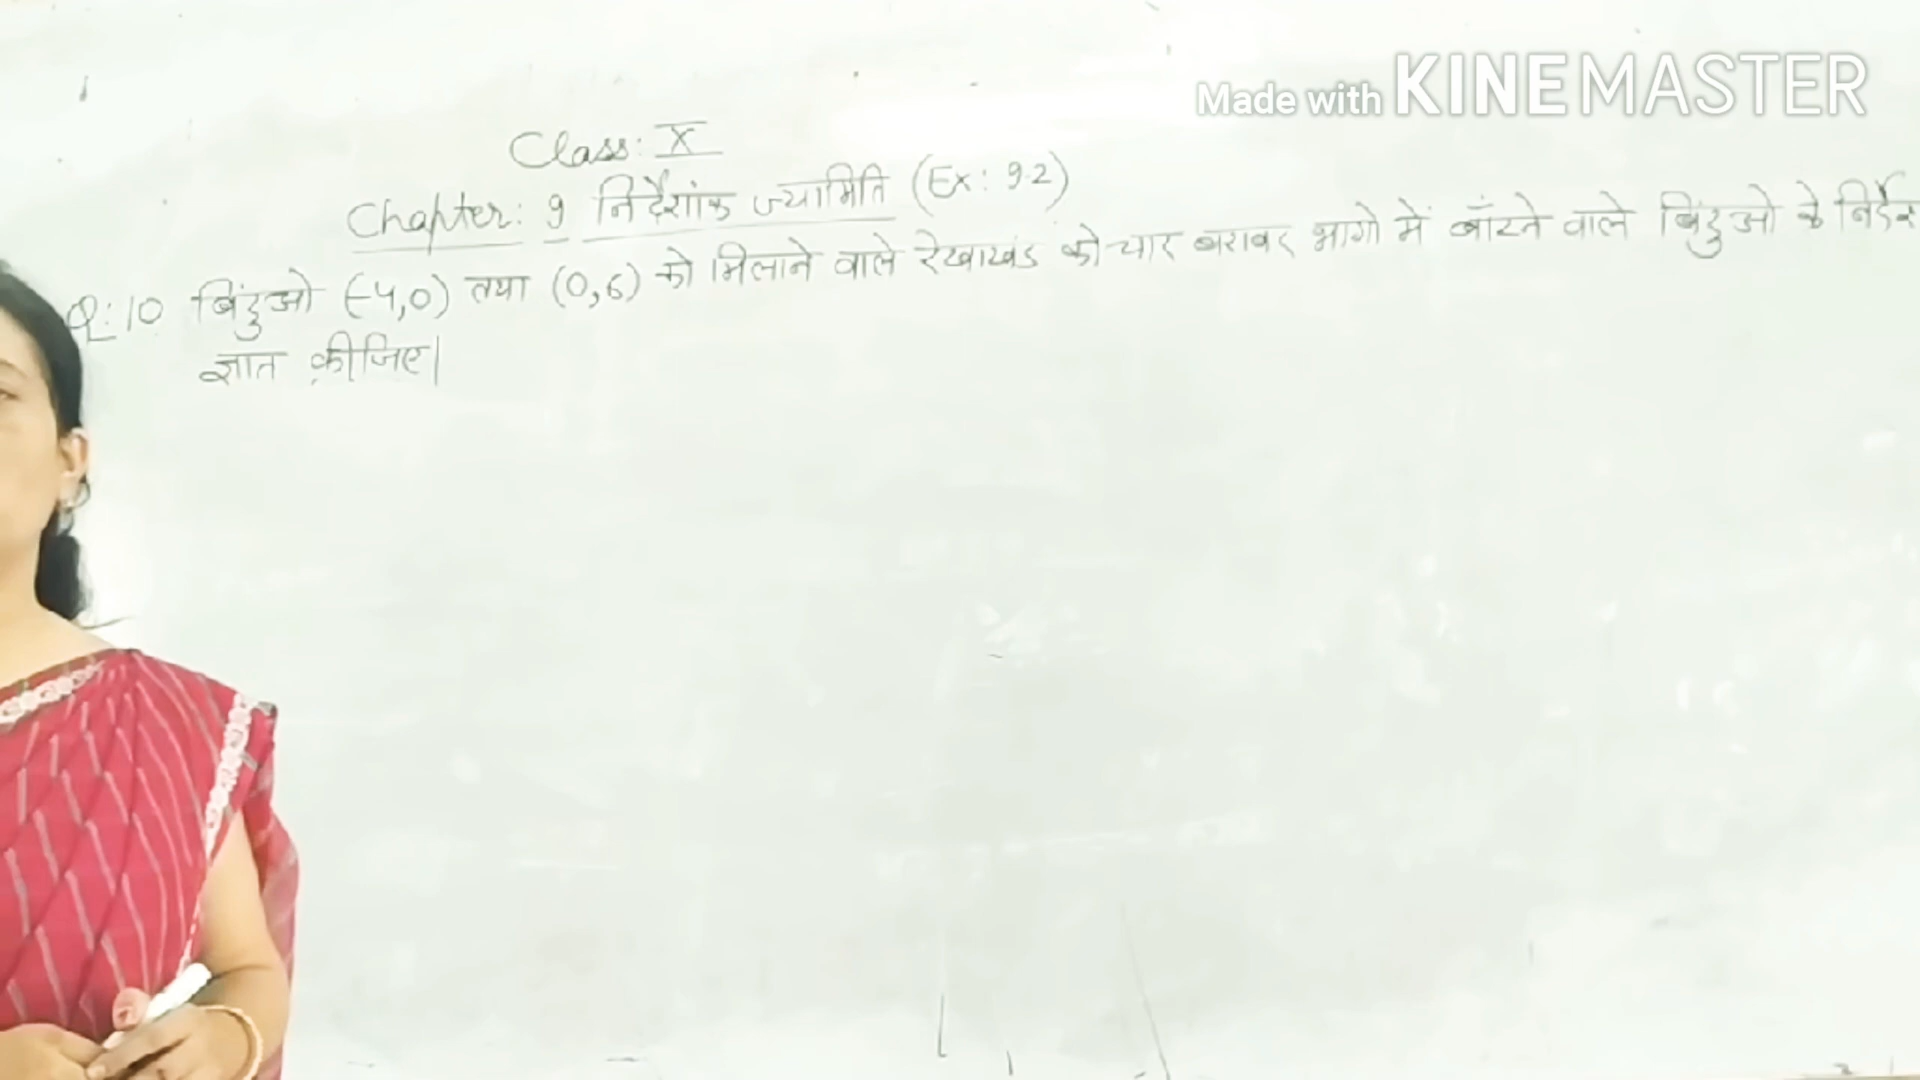 Made with KINEMASTER
Class: X
Chapter: 9 निर्देशांक ज्यामिति (Ex: 9.2)
Q:10 बिंदुओ (-4,0) तथा (0,6) को मिलाने वाले रेखाखंड को चार बराबर भागो में बाँटने वाले बिंदुओ के
ज्ञात कीजिए।